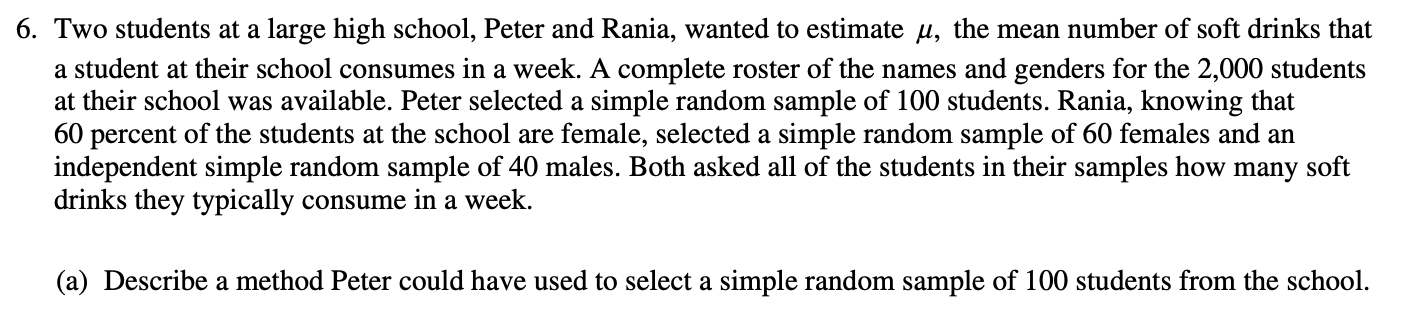 6. Two students at a large high school, Peter and Rania, wanted to estimate μ, the mean number of soft drinks that
a student at their school consumes in a week. A complete roster of the names and genders for the 2,000 students
at their school was available. Peter selected a simple random sample of 100 students. Rania, knowing that
60 percent of the students at the school are female, selected a simple random sample of 60 females and an
independent simple random sample of 40 males. Both asked all of the students in their samples how many soft
drinks they typically consume in a week.
(a) Describe a method Peter could have used to select a simple random sample of 100 students from the school.